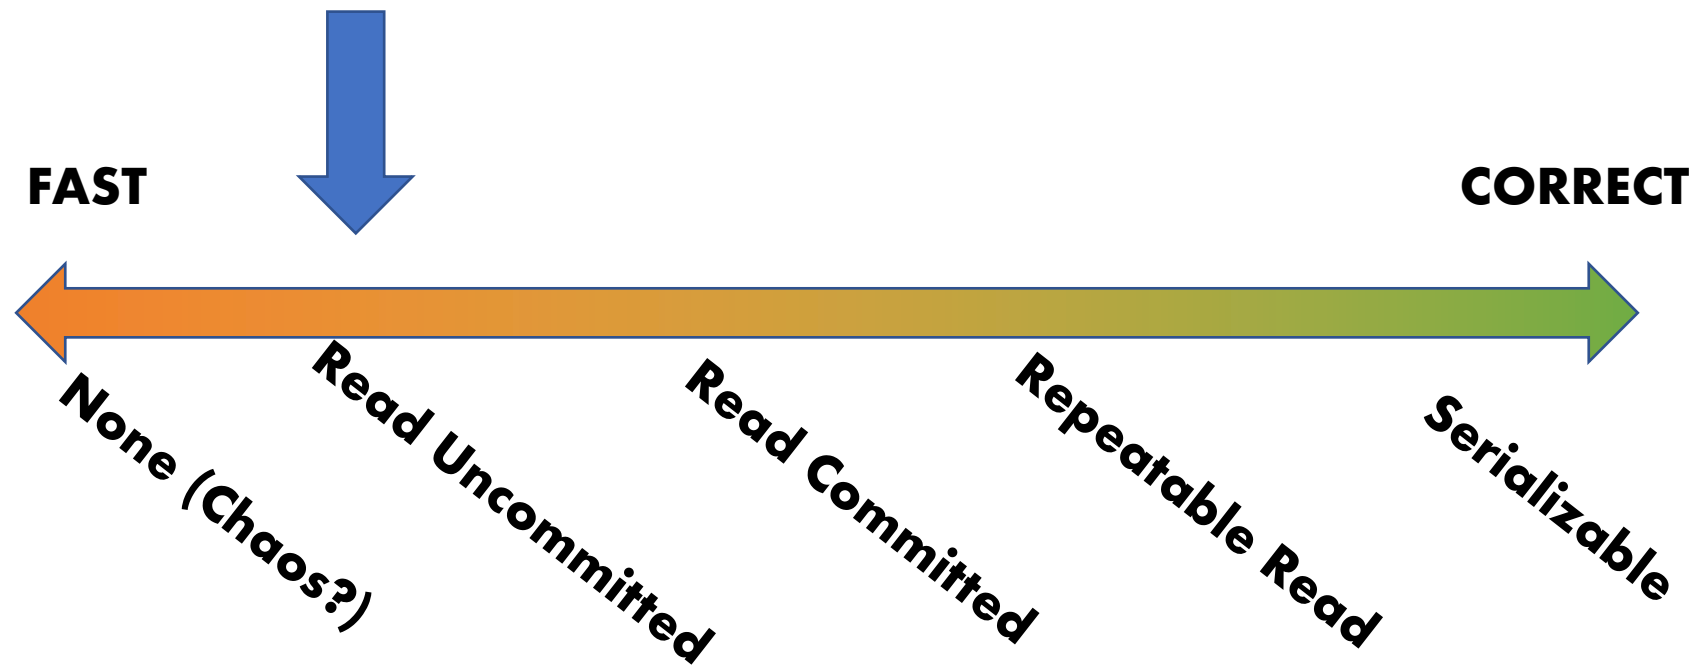 FAST
CORRECT
None (Chaos?)
Read Uncommitted
Read Committed
Repeatable Read
Serializable